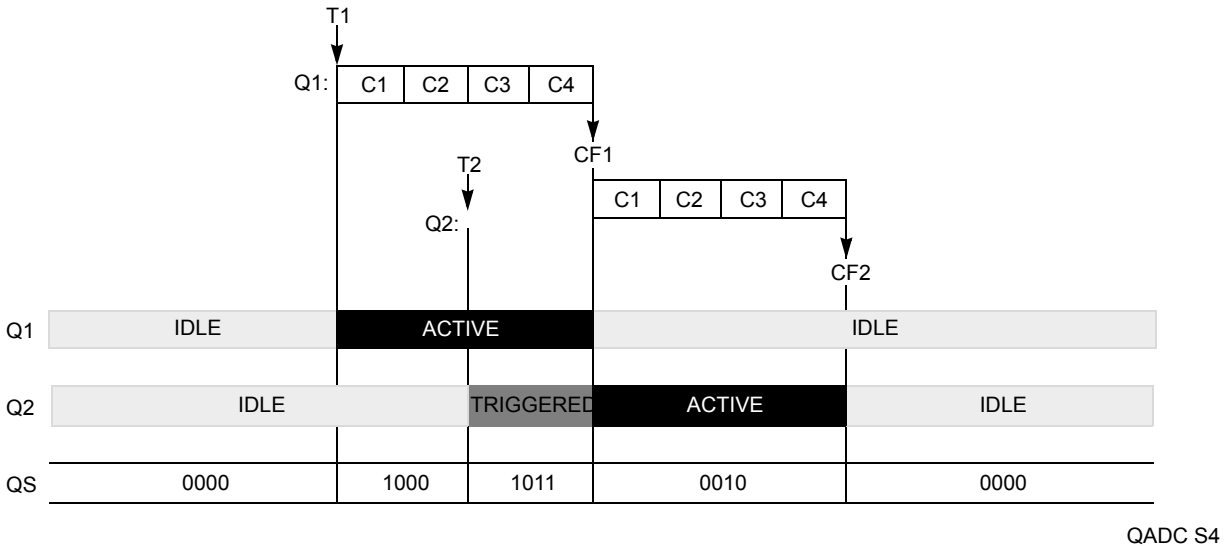 T1
Q1: C1 C2 C3 C4
CF1
T2
C1 C2 C3 C4
Q2:
CF2
Q1 IDLE ACTIVE IDLE
Q2 IDLE TRIGGERED ACTIVE IDLE
QS 0000 1000 1011 0010 0000
QADC S4